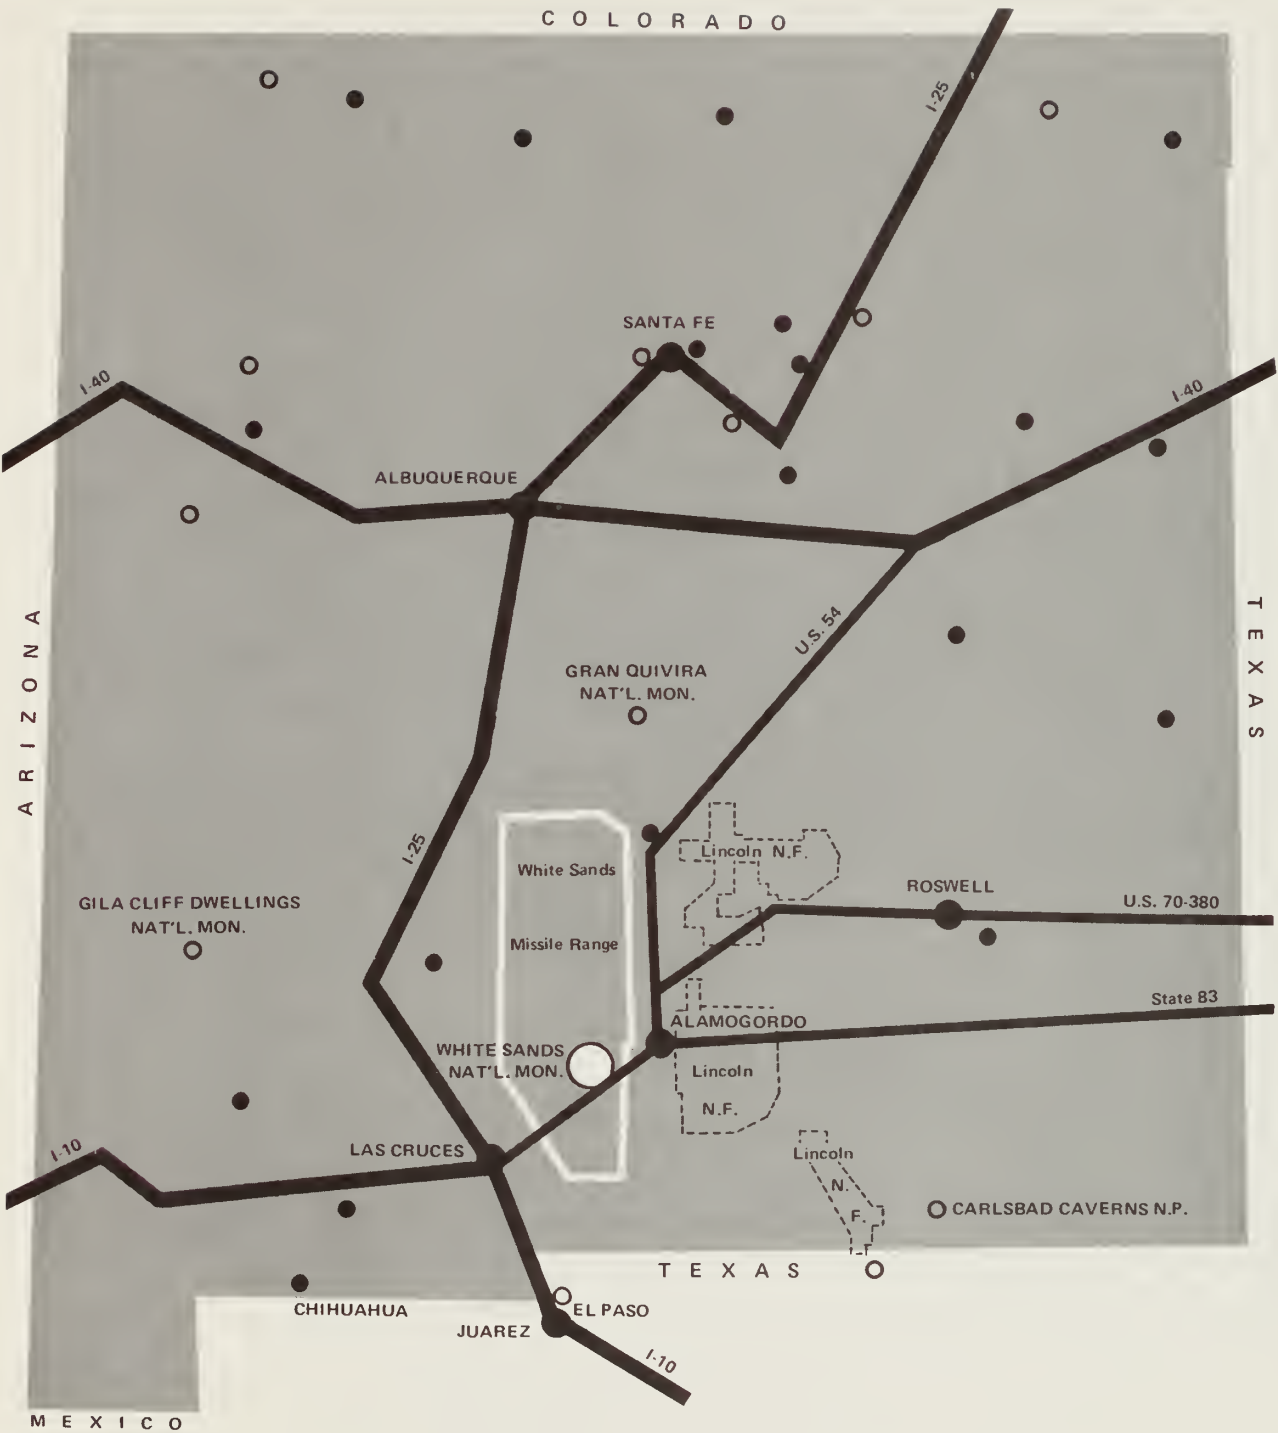 COLORADO
I-25
SANTA FE
I-40
I-40
ALBUQUERQUE
ARIZONA
TEXAS
U.S. 54
GRAN QUIVIRA
NAT'L. MON.
I-25
White Sands
Lincoln N.F.
GILA CLIFF DWELLINGS
NAT'L. MON.
ROSWELL
U.S. 70-380
Missile Range
State 83
ALAMOGORDO
WHITE SANDS
NAT'L. MON.
Lincoln
N.F.
LAS CRUCES
I-10
Lincoln
N.
F.
CARLSBAD CAVERNS N.P.
TEXAS
CHIHUAHUA
EL PASO
JUAREZ
I-10
MEXICO